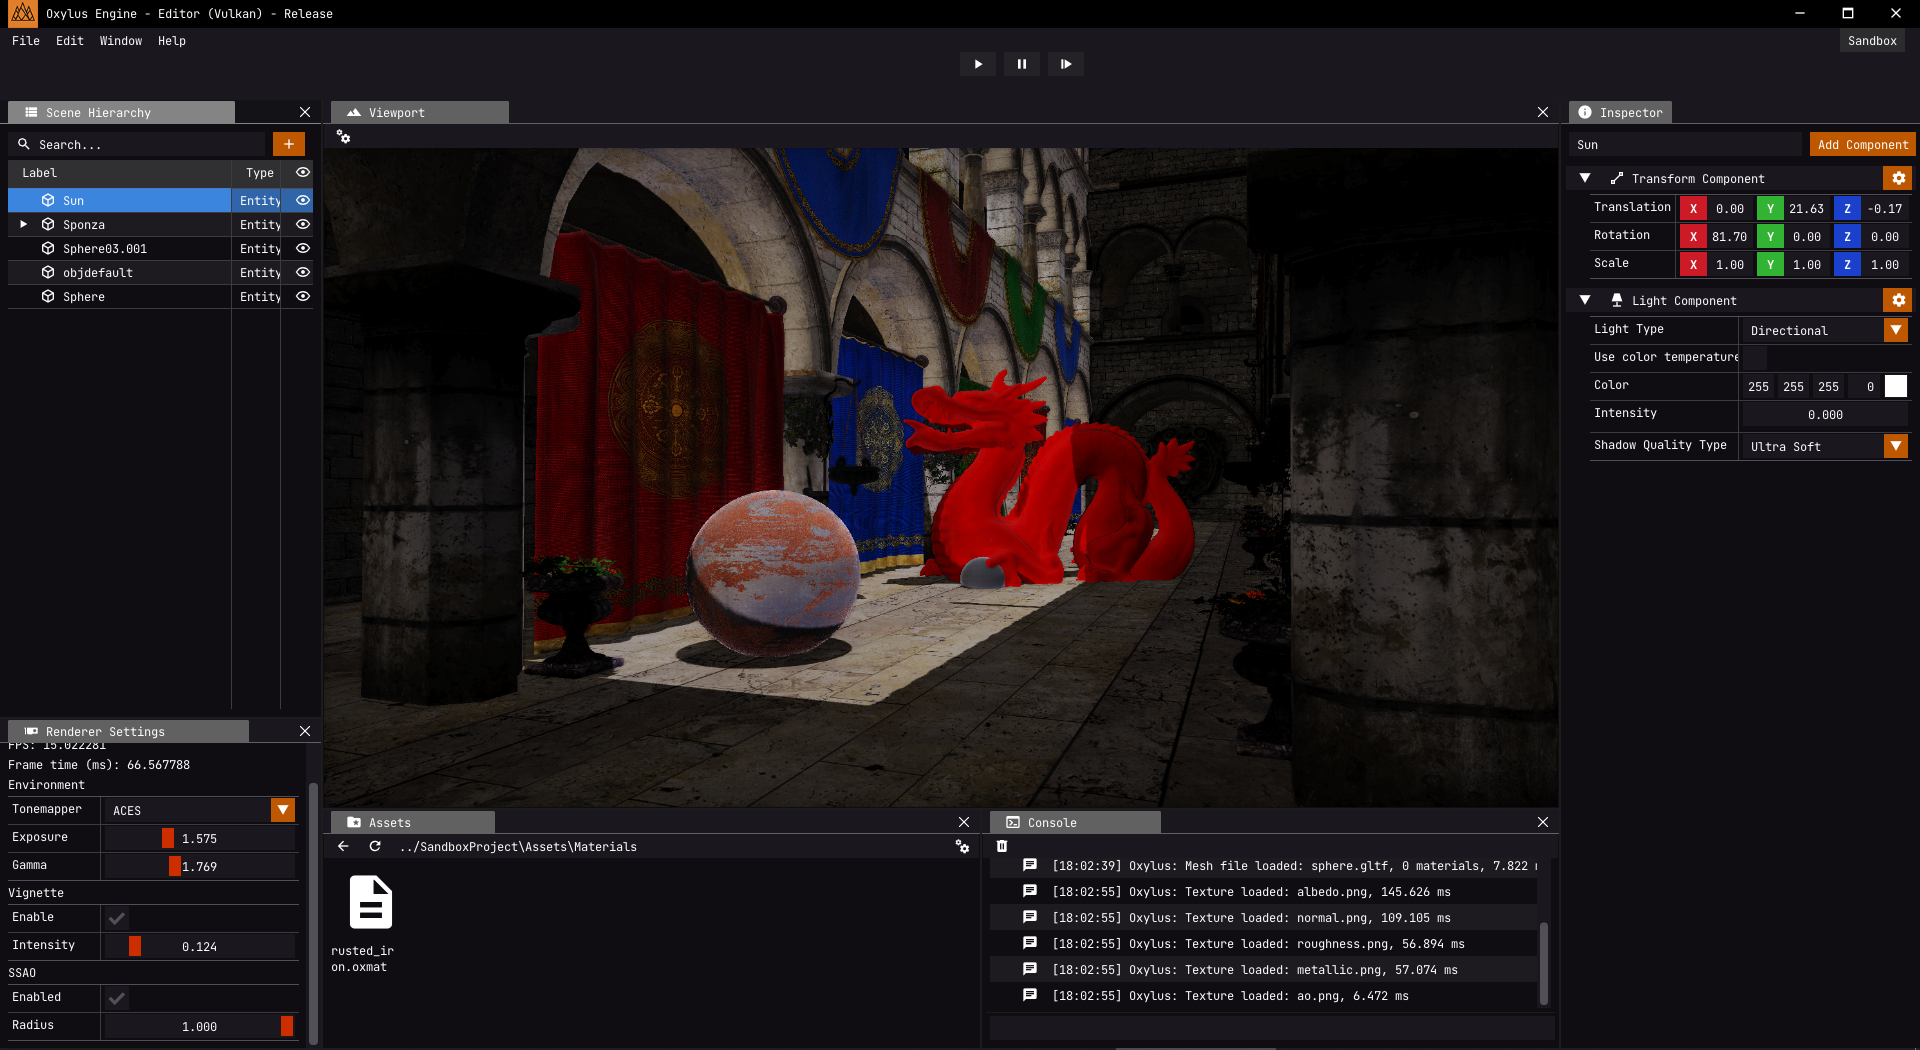 Oxylus Engine - Editor (Vulkan) - Release
File Edit Window Help
Sandbox
Scene Hierarchy
Search...
+
Label Type
Sun Entity
Sponza Entity
Sphere03.001 Entity
objdefault Entity
Sphere Entity
Viewport
Inspector
Sun Add Component
Transform Component
Translation X 0.00 Y 21.63 Z -0.17
Rotation X 81.70 Y 0.00 Z 0.00
Scale X 1.00 Y 1.00 Z 1.00
Light Component
Light Type Directional
Use color temperature
Color 255 255 255 0
Intensity 0.000
Shadow Quality Type Ultra Soft
Renderer Settings
FPS: 15.022281
Frame time (ms): 66.567788
Environment
Tonemapper ACES
Exposure 1.575
Gamma 1.769
Vignette
Enable
Intensity 0.124
SSAO
Enabled
Radius 1.000
Assets
../SandboxProject\Assets\Materials
rusted_ir
on.oxmat
Console
[18:02:39] Oxylus: Mesh file loaded: sphere.gltf, 0 materials, 7.822
[18:02:55] Oxylus: Texture loaded: albedo.png, 145.626 ms
[18:02:55] Oxylus: Texture loaded: normal.png, 109.105 ms
[18:02:55] Oxylus: Texture loaded: roughness.png, 56.894 ms
[18:02:55] Oxylus: Texture loaded: metallic.png, 57.074 ms
[18:02:55] Oxylus: Texture loaded: ao.png, 6.472 ms